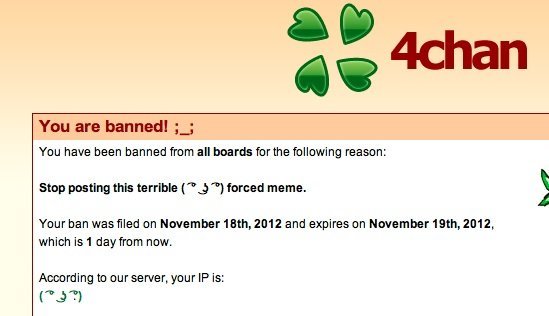 4chan
You are banned! ;_;
You have been banned from all boards for the following reason:
Stop posting this terrible ( ͡° ͜ʖ ͡°) forced meme.
Your ban was filed on November 18th, 2012 and expires on November 19th, 2012,
which is 1 day from now.
According to our server, your IP is:
( ͡° ͜ʖ ͡°)